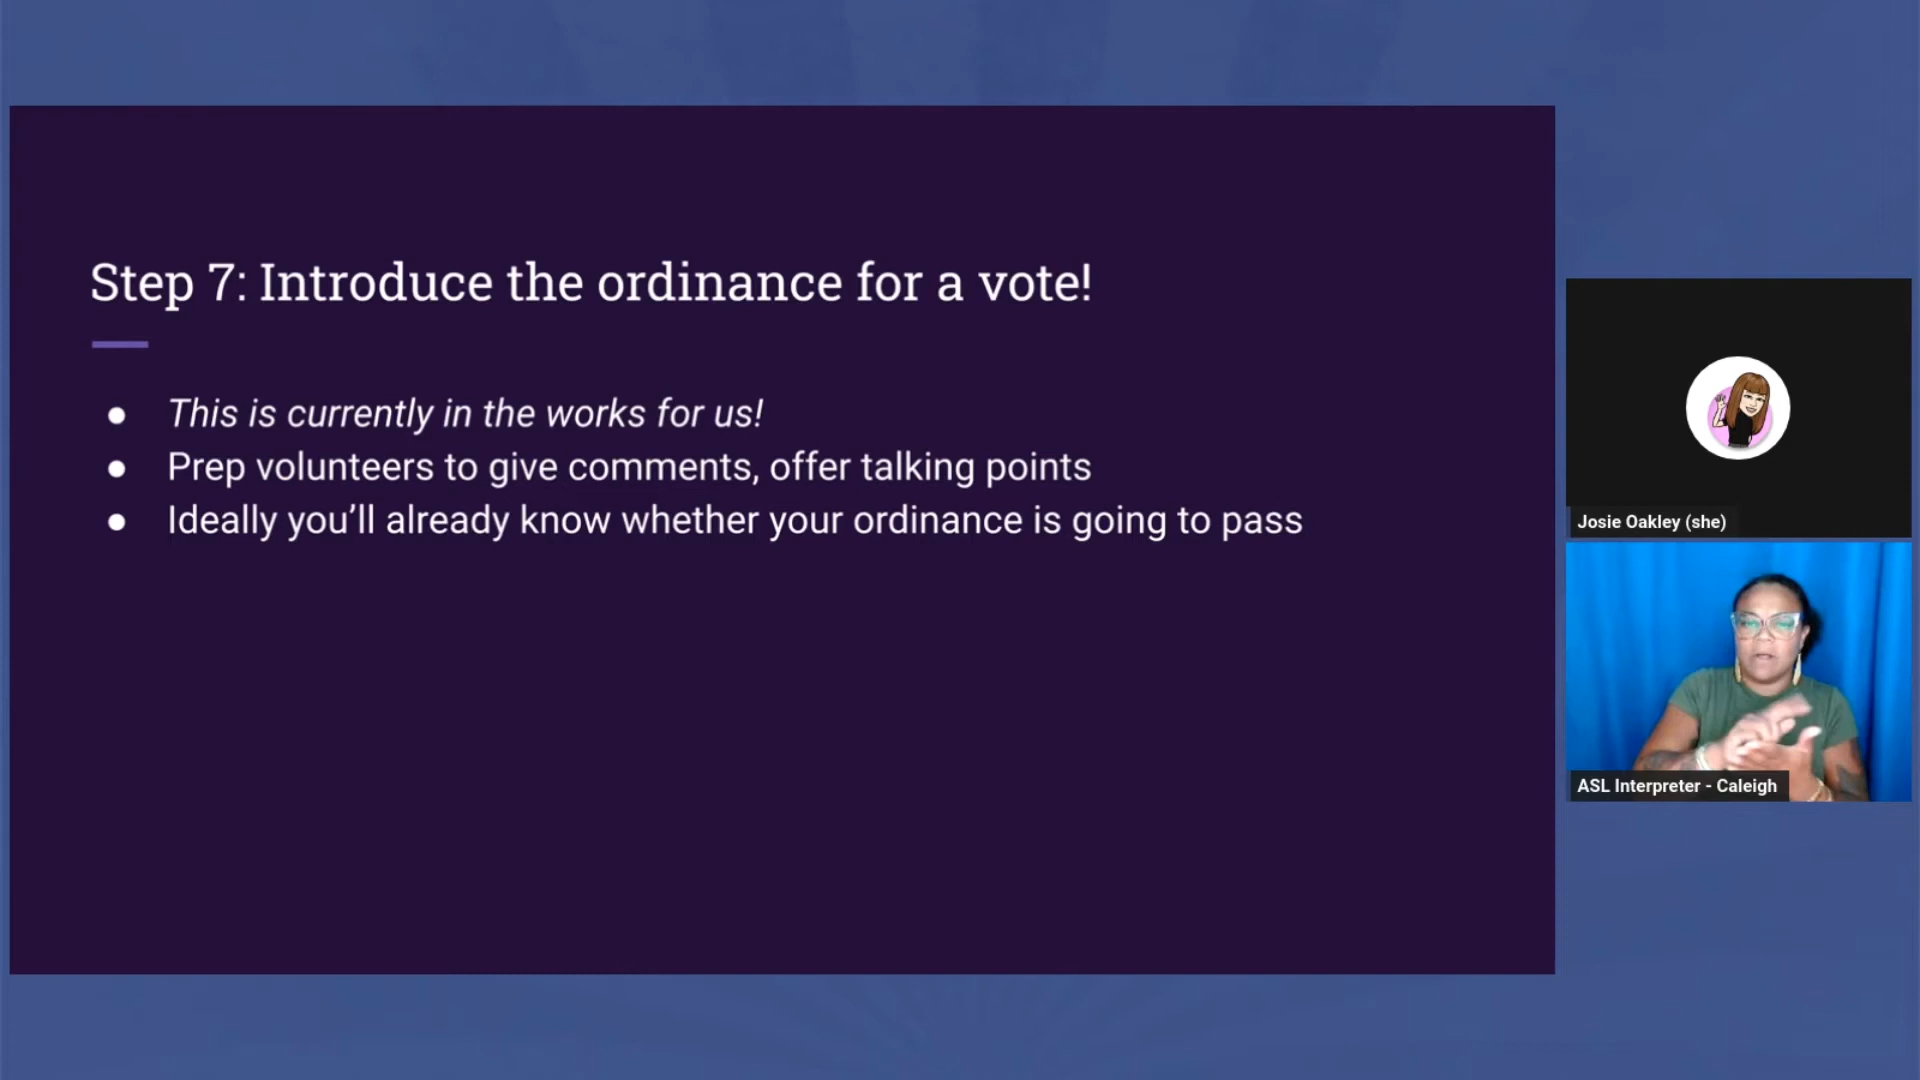 Step 7: Introduce the ordinance for a vote!
● This is currently in the works for us!
● Prep volunteers to give comments, offer talking points
● Ideally you’ll already know whether your ordinance is going to pass
Josie Oakley (she)
ASL Interpreter - Caleigh